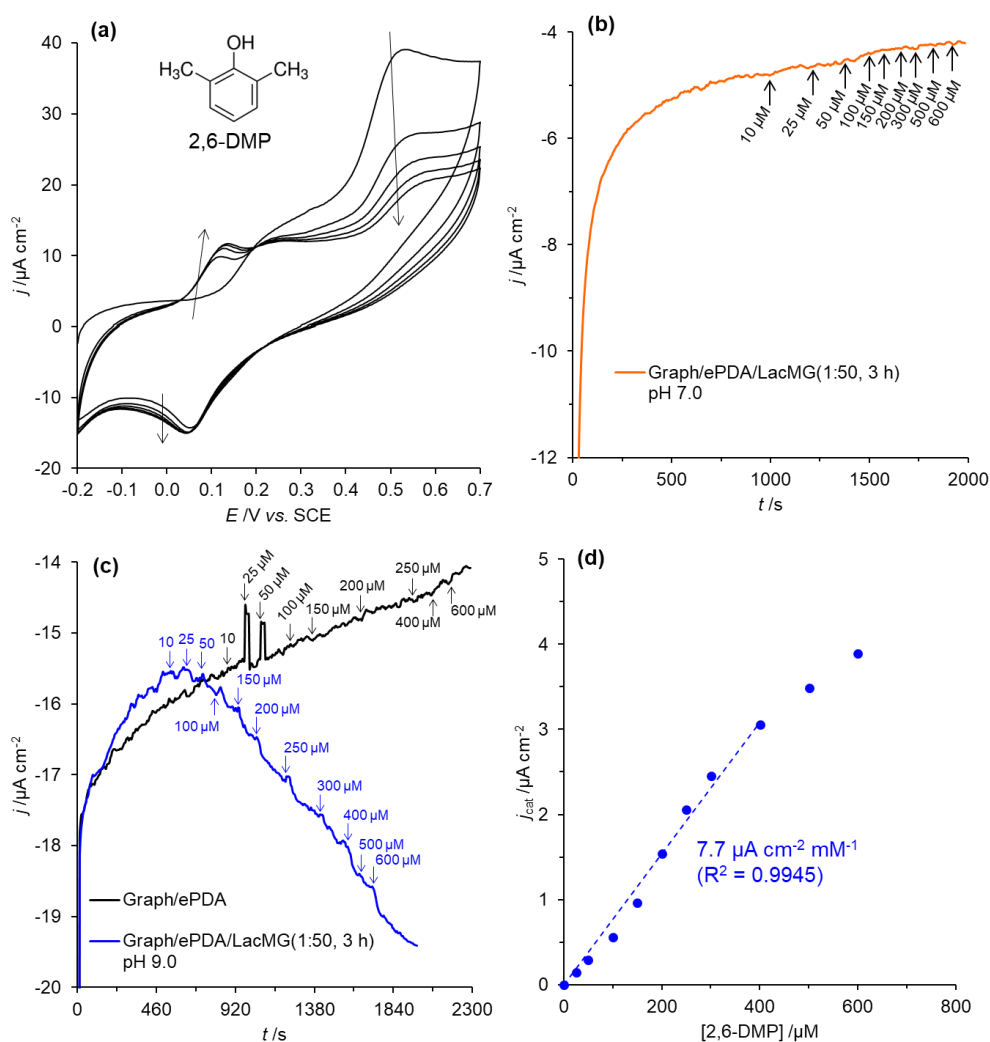 (a)
OH
H₃C
CH₃
2,6-DMP
40
30
20
10
0
-10
-20
j /µA cm⁻²
-0.2 -0.1 0.0 0.1 0.2 0.3 0.4 0.5 0.6 0.7
E /V vs. SCE
(b)
-4
-6
-8
-10
-12
j /µA cm⁻²
10 µM
25 µM
50 µM
100 µM
150 µM
200 µM
300 µM
500 µM
600 µM
Graph/ePDA/LacMG(1:50, 3 h)
pH 7.0
0 500 1000 1500 2000
t /s
(c)
-14
-15
-16
-17
-18
-19
-20
j /µA cm⁻²
25 µM
50 µM
100 µM
150 µM
200 µM
250 µM
400 µM
600 µM
10
25
50
10
100 µM
150 µM
200 µM
250 µM
300 µM
400 µM
500 µM
600 µM
Graph/ePDA
Graph/ePDA/LacMG(1:50, 3 h)
pH 9.0
0 460 920 1380 1840 2300
t /s
(d)
5
4
3
2
1
0
j_cat /µA cm⁻²
7.7 µA cm⁻² mM⁻¹
(R² = 0.9945)
0 200 400 600 800
[2,6-DMP] /µM